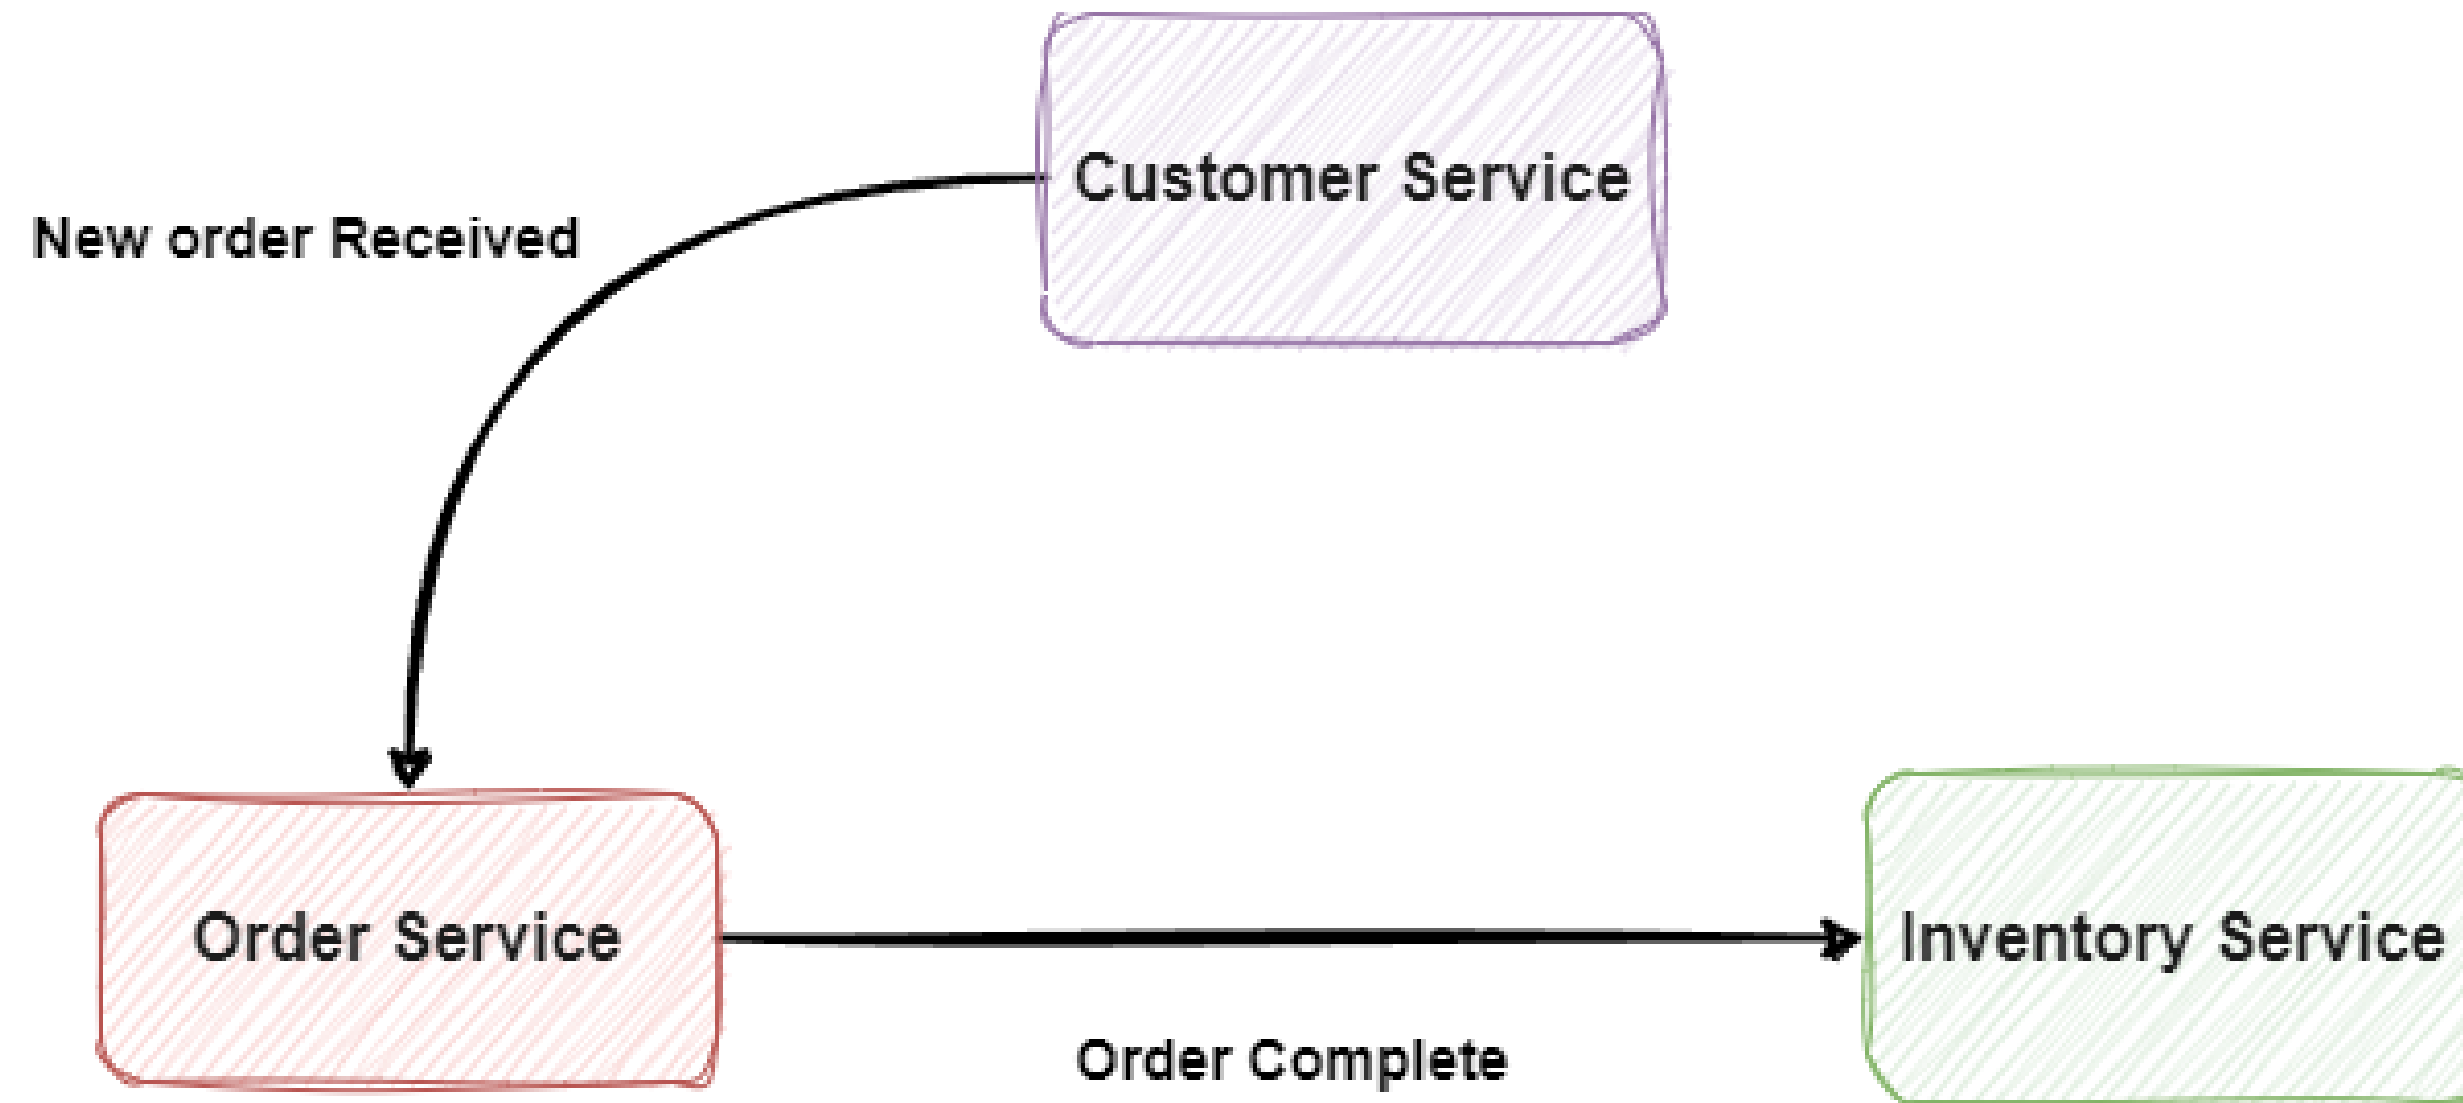 Customer Service
New order Received
Order Service
Inventory Service
Order Complete